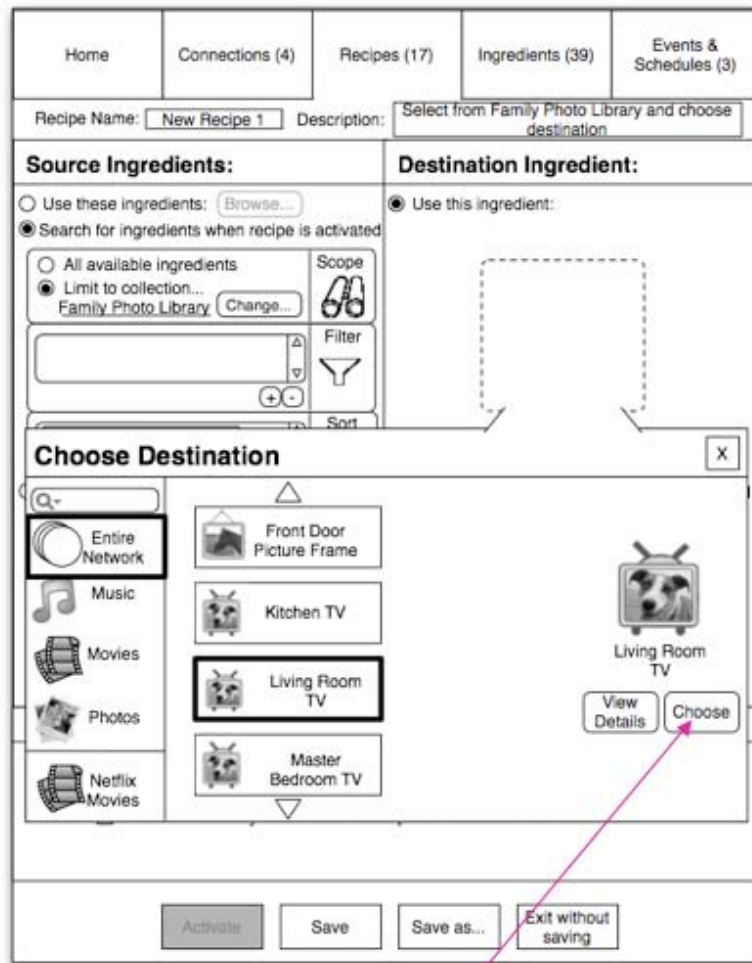 Home
Connections (4)
Recipes (17)
Ingredients (39)
Events &
Schedules (3)
Recipe Name: New Recipe 1
Description: Select from Family Photo Library and choose
destination
Source Ingredients:
Use these ingredients: Browse...
Search for ingredients when recipe is activated
All available ingredients
Limit to collection...
Family Photo Library Change...
Scope
Filter
+ -
Sort
Destination Ingredient:
Use this ingredient:
Choose Destination
X
Entire
Network
Music
Movies
Photos
Netflix
Movies
Front Door
Picture Frame
Kitchen TV
Living Room
TV
Master
Bedroom TV
Living Room
TV
View
Details
Choose
Activate
Save
Save as...
Exit without
saving